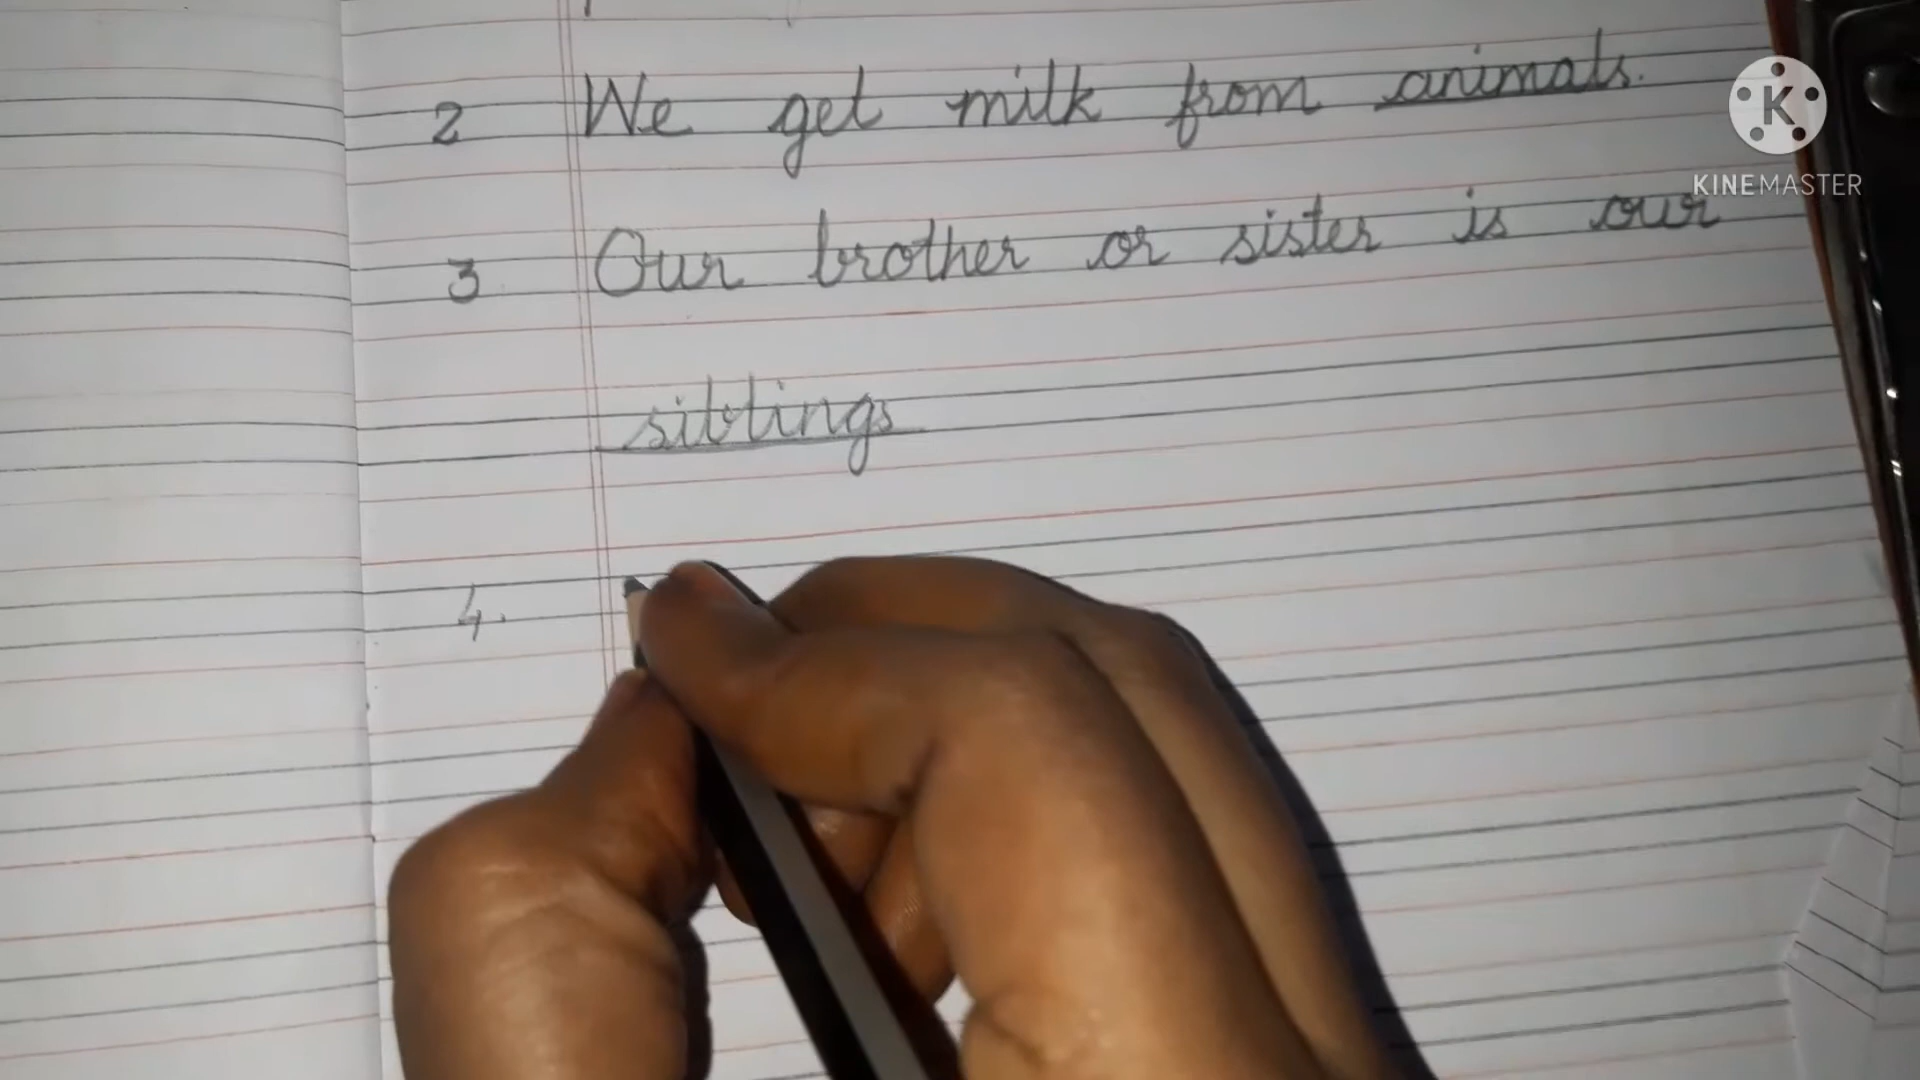 2 We get milk from animals.
3 Our brother or sister is our
siblings
4.
KINEMASTER